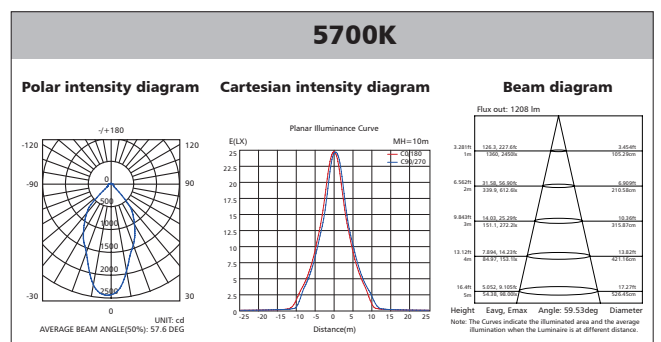 5700K
Polar intensity diagram
Cartesian intensity diagram
Beam diagram
-/+180
-120
120
-90
90
-30
30
0
0
500
1000
1500
2000
2500
UNIT: cd
AVERAGE BEAM ANGLE(50%): 57.6 DEG
Planar Illuminance Curve
E(LX)
MH=10m
C0/180
C90/270
25
22.5
20
17.5
15
12.5
10
7.5
5
2.5
0
-25 -20 -15 -10 -5 0 5 10 15 20 25
Distance(m)
Flux out: 1208 lm
3.281ft 126.3, 227.6fc 3.454ft
1m 1360, 2450lx 105.29cm
6.562ft 31.58, 56.90fc 6.909ft
2m 339.9, 612.6lx 210.58cm
9.843ft 14.03, 25.29fc 10.36ft
3m 151.1, 272.2lx 315.87cm
13.12ft 7.894, 14.23fc 13.82ft
4m 84.97, 153.1lx 421.16cm
16.4ft 5.052, 9.105fc 17.27ft
5m 54.38, 98.00lx 526.45cm
Height Eavg, Emax Angle: 59.53deg Diameter
Note: The Curves indicate the illuminated area and the average
illumination when the Luminaire is at different distance.